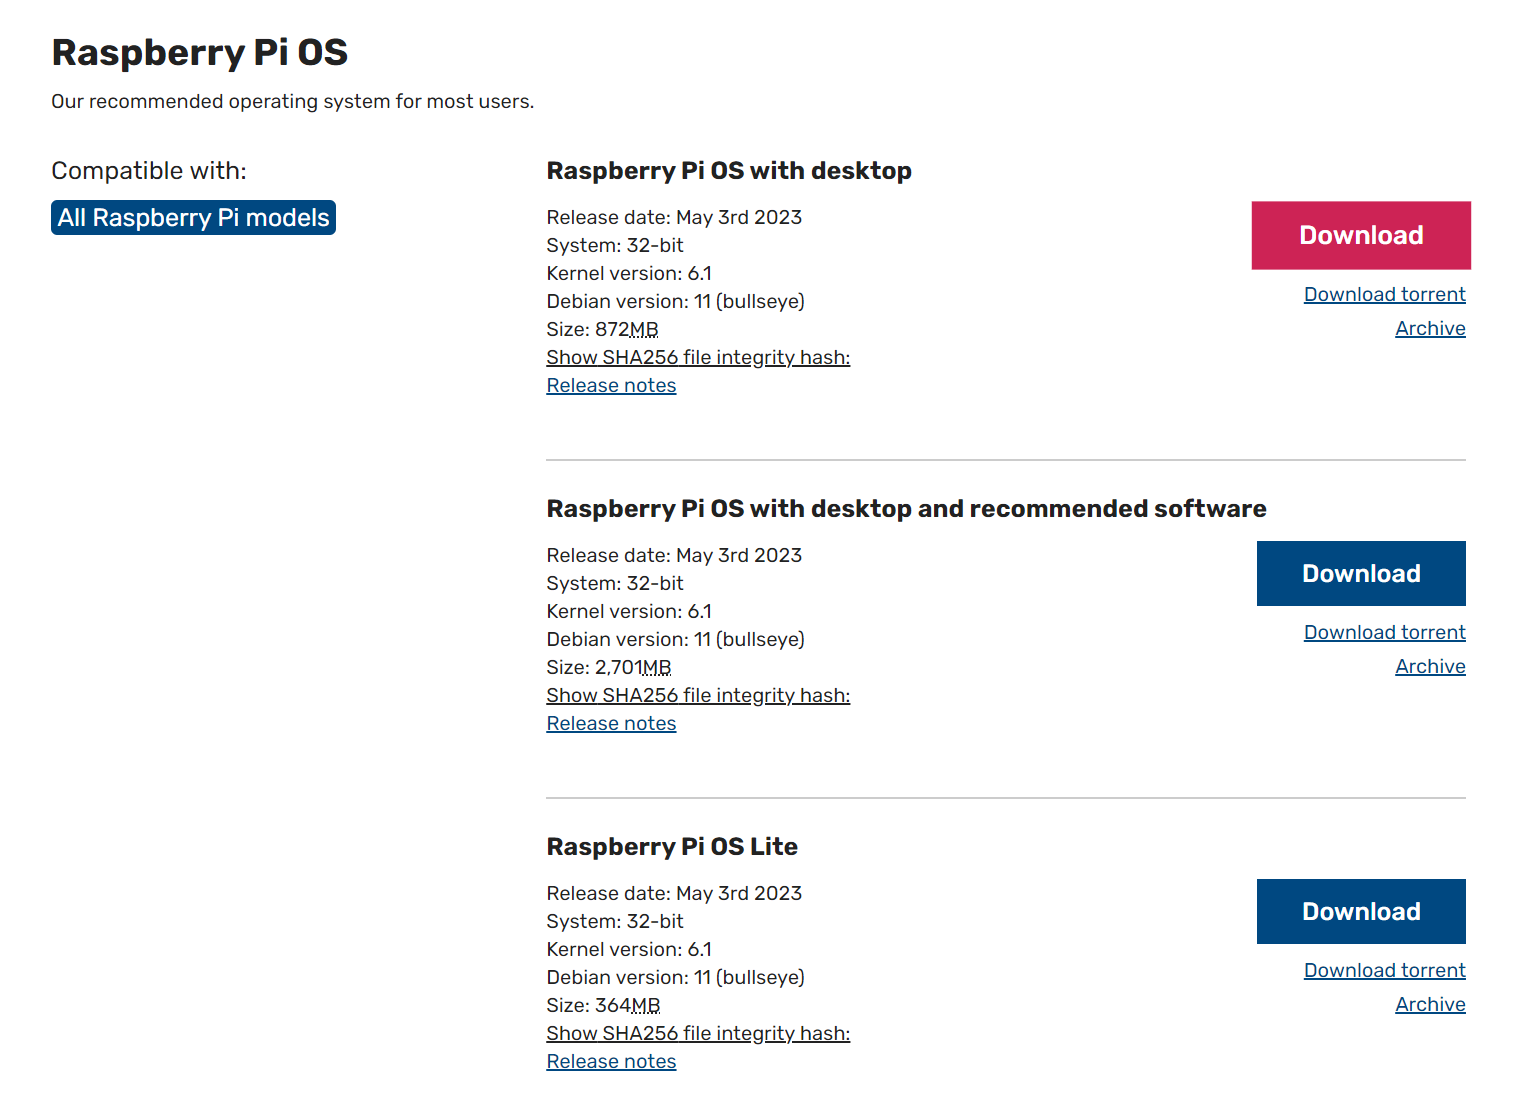 Raspberry Pi OS
Our recommended operating system for most users.
Compatible with:
All Raspberry Pi models
Raspberry Pi OS with desktop
Release date: May 3rd 2023
System: 32-bit
Kernel version: 6.1
Debian version: 11 (bullseye)
Size: 872MB
Show SHA256 file integrity hash:
Release notes
Download
Download torrent
Archive
Raspberry Pi OS with desktop and recommended software
Release date: May 3rd 2023
System: 32-bit
Kernel version: 6.1
Debian version: 11 (bullseye)
Size: 2,701MB
Show SHA256 file integrity hash:
Release notes
Download
Download torrent
Archive
Raspberry Pi OS Lite
Release date: May 3rd 2023
System: 32-bit
Kernel version: 6.1
Debian version: 11 (bullseye)
Size: 364MB
Show SHA256 file integrity hash:
Release notes
Download
Download torrent
Archive